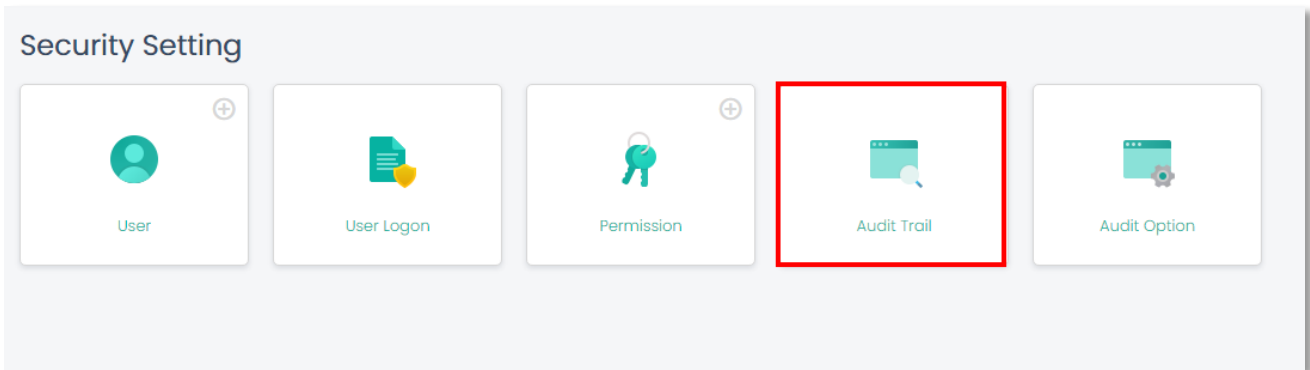 Security Setting
User
User Logon
Permission
Audit Trail
Audit Option